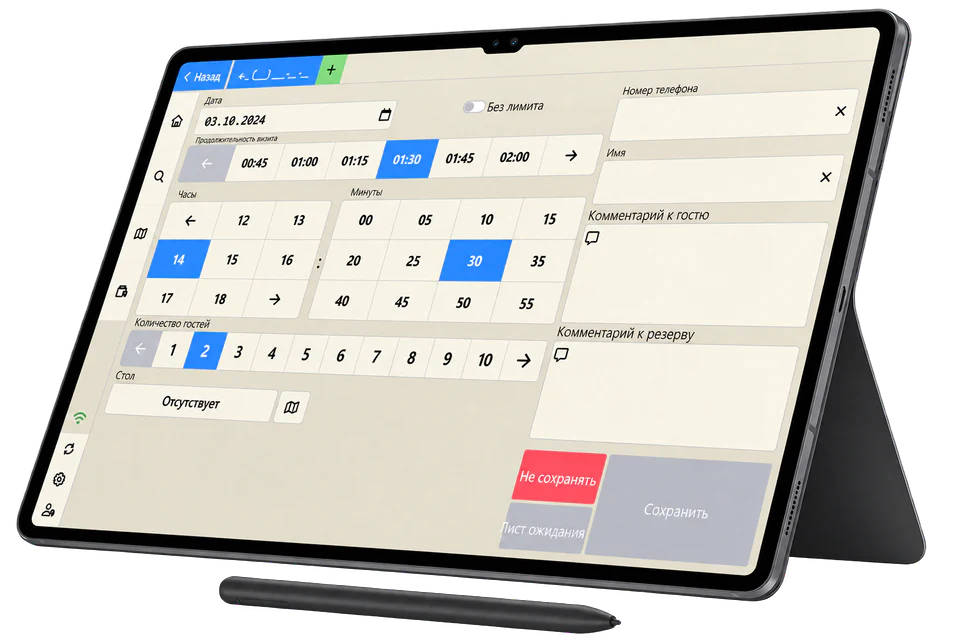 Назад
←_ (__) ___-_-_
+
Дата
03.10.2024
Без лимита
Продолжительность визита
← 00:45 01:00 01:15 01:30 01:45 02:00 →
Часы
← 12 13
14 15 16
17 18 →
:
Минуты
00 05 10 15
20 25 30 35
40 45 50 55
Количество гостей
← 1 2 3 4 5 6 7 8 9 10 →
Стол
Отсутствует
Номер телефона
Имя
Комментарий к гостю
Комментарий к резерву
Не сохранять
Лист ожидания
Сохранить